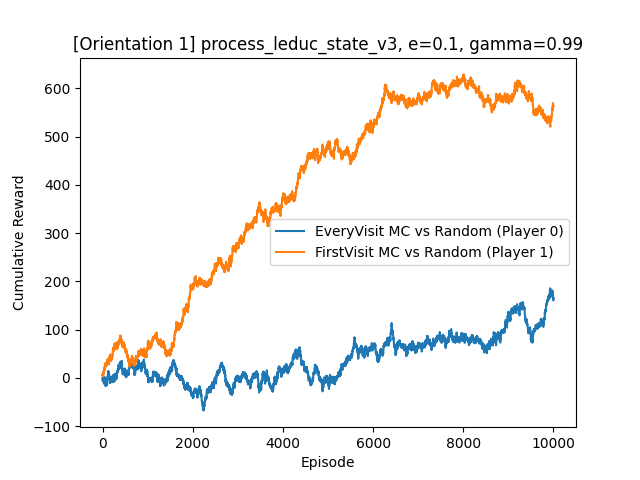 [Orientation 1] process_leduc_state_v3, e=0.1, gamma=0.99
600
500
400
300
200
100
0
−100
Cumulative Reward
EveryVisit MC vs Random (Player 0)
FirstVisit MC vs Random (Player 1)
0 2000 4000 6000 8000 10000
Episode